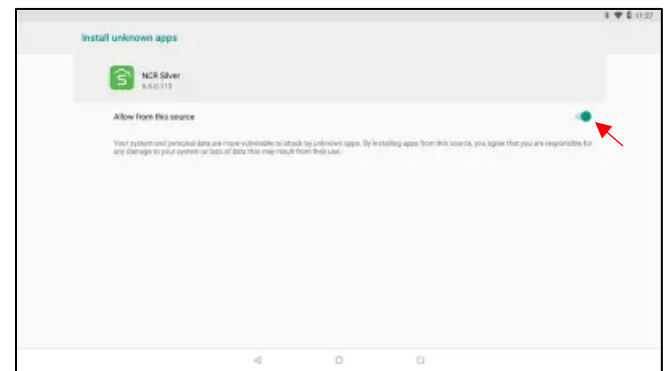 11:37
Install unknown apps
NCR Silver
Allow from this source
Your system and personal data are more vulnerable to attack by unknown apps. By installing apps from this source, you agree that you are responsible for
any damage to your system or loss of data that may result from their use.